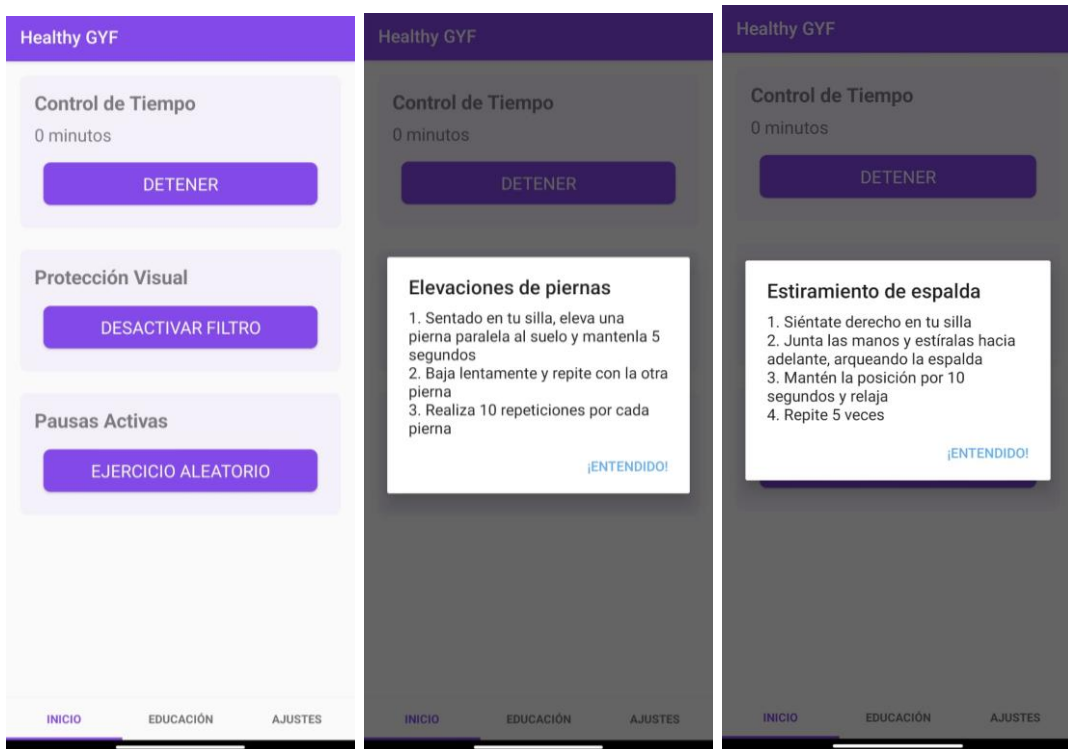 Healthy GYF
Control de Tiempo
0 minutos
DETENER
Protección Visual
DESACTIVAR FILTRO
Pausas Activas
EJERCICIO ALEATORIO
INICIO
EDUCACIÓN
AJUSTES
Healthy GYF
Control de Tiempo
0 minutos
DETENER
Elevaciones de piernas
1. Sentado en tu silla, eleva una
pierna paralela al suelo y mantenla 5
segundos
2. Baja lentamente y repite con la otra
pierna
3. Realiza 10 repeticiones por cada
pierna
¡ENTENDIDO!
INICIO
EDUCACIÓN
AJUSTES
Healthy GYF
Control de Tiempo
0 minutos
DETENER
Estiramiento de espalda
1. Siéntate derecho en tu silla
2. Junta las manos y estíralas hacia
adelante, arqueando la espalda
3. Mantén la posición por 10
segundos y relaja
4. Repite 5 veces
¡ENTENDIDO!
INICIO
EDUCACIÓN
AJUSTES